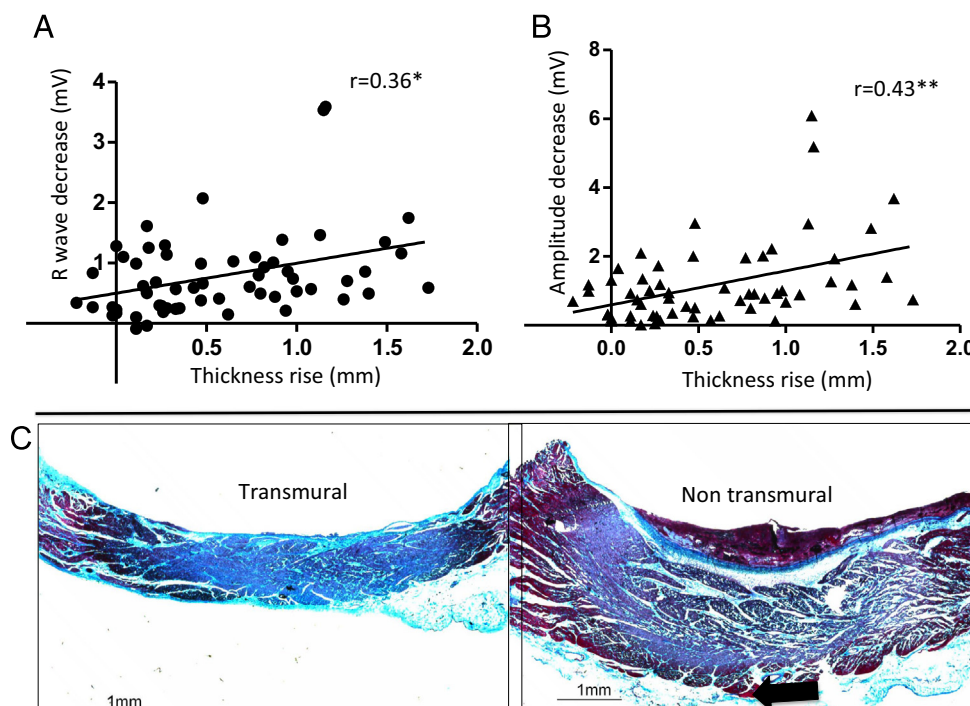 A
r=0.36*
R wave decrease (mV)
4
3
2
1
0.5
1.0
1.5
2.0
Thickness rise (mm)
B
r=0.43**
Amplitude decrease (mV)
8
6
4
2
0.0
0.5
1.0
1.5
2.0
Thickness rise (mm)
C
Transmural
1mm
Non transmural
1mm